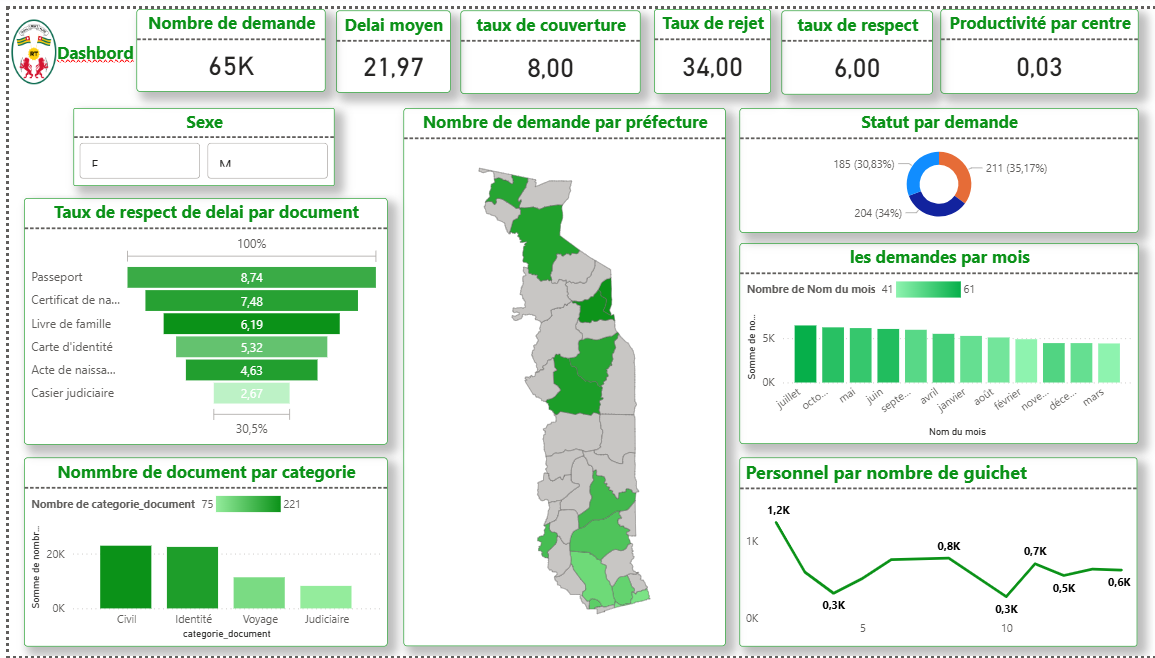 Dashbord
Nombre de demande
65K
Delai moyen
21,97
taux de couverture
8,00
Taux de rejet
34,00
taux de respect
6,00
Productivité par centre
0,03
Sexe
F
M
Taux de respect de delai par document
100%
Passeport
8,74
Certificat de na...
7,48
Livre de famille
6,19
Carte d'identité
5,32
Acte de naissa...
4,63
Casier judiciaire
2,67
30,5%
Nommbre de document par categorie
Nombre de categorie_document 75 221
Somme de nombr...
20K
0K
Civil
Identité
Voyage
Judiciaire
categorie_document
Nombre de demande par préfecture
Statut par demande
185 (30,83%)
211 (35,17%)
204 (34%)
les demandes par mois
Nombre de Nom du mois 41 61
Somme de no...
5K
0K
juillet
octo...
mai
juin
septe...
avril
janvier
août
février
nove...
déce...
mars
Nom du mois
Personnel par nombre de guichet
1K
0K
1,2K
0,3K
0,8K
0,3K
0,7K
0,5K
0,6K
5
10